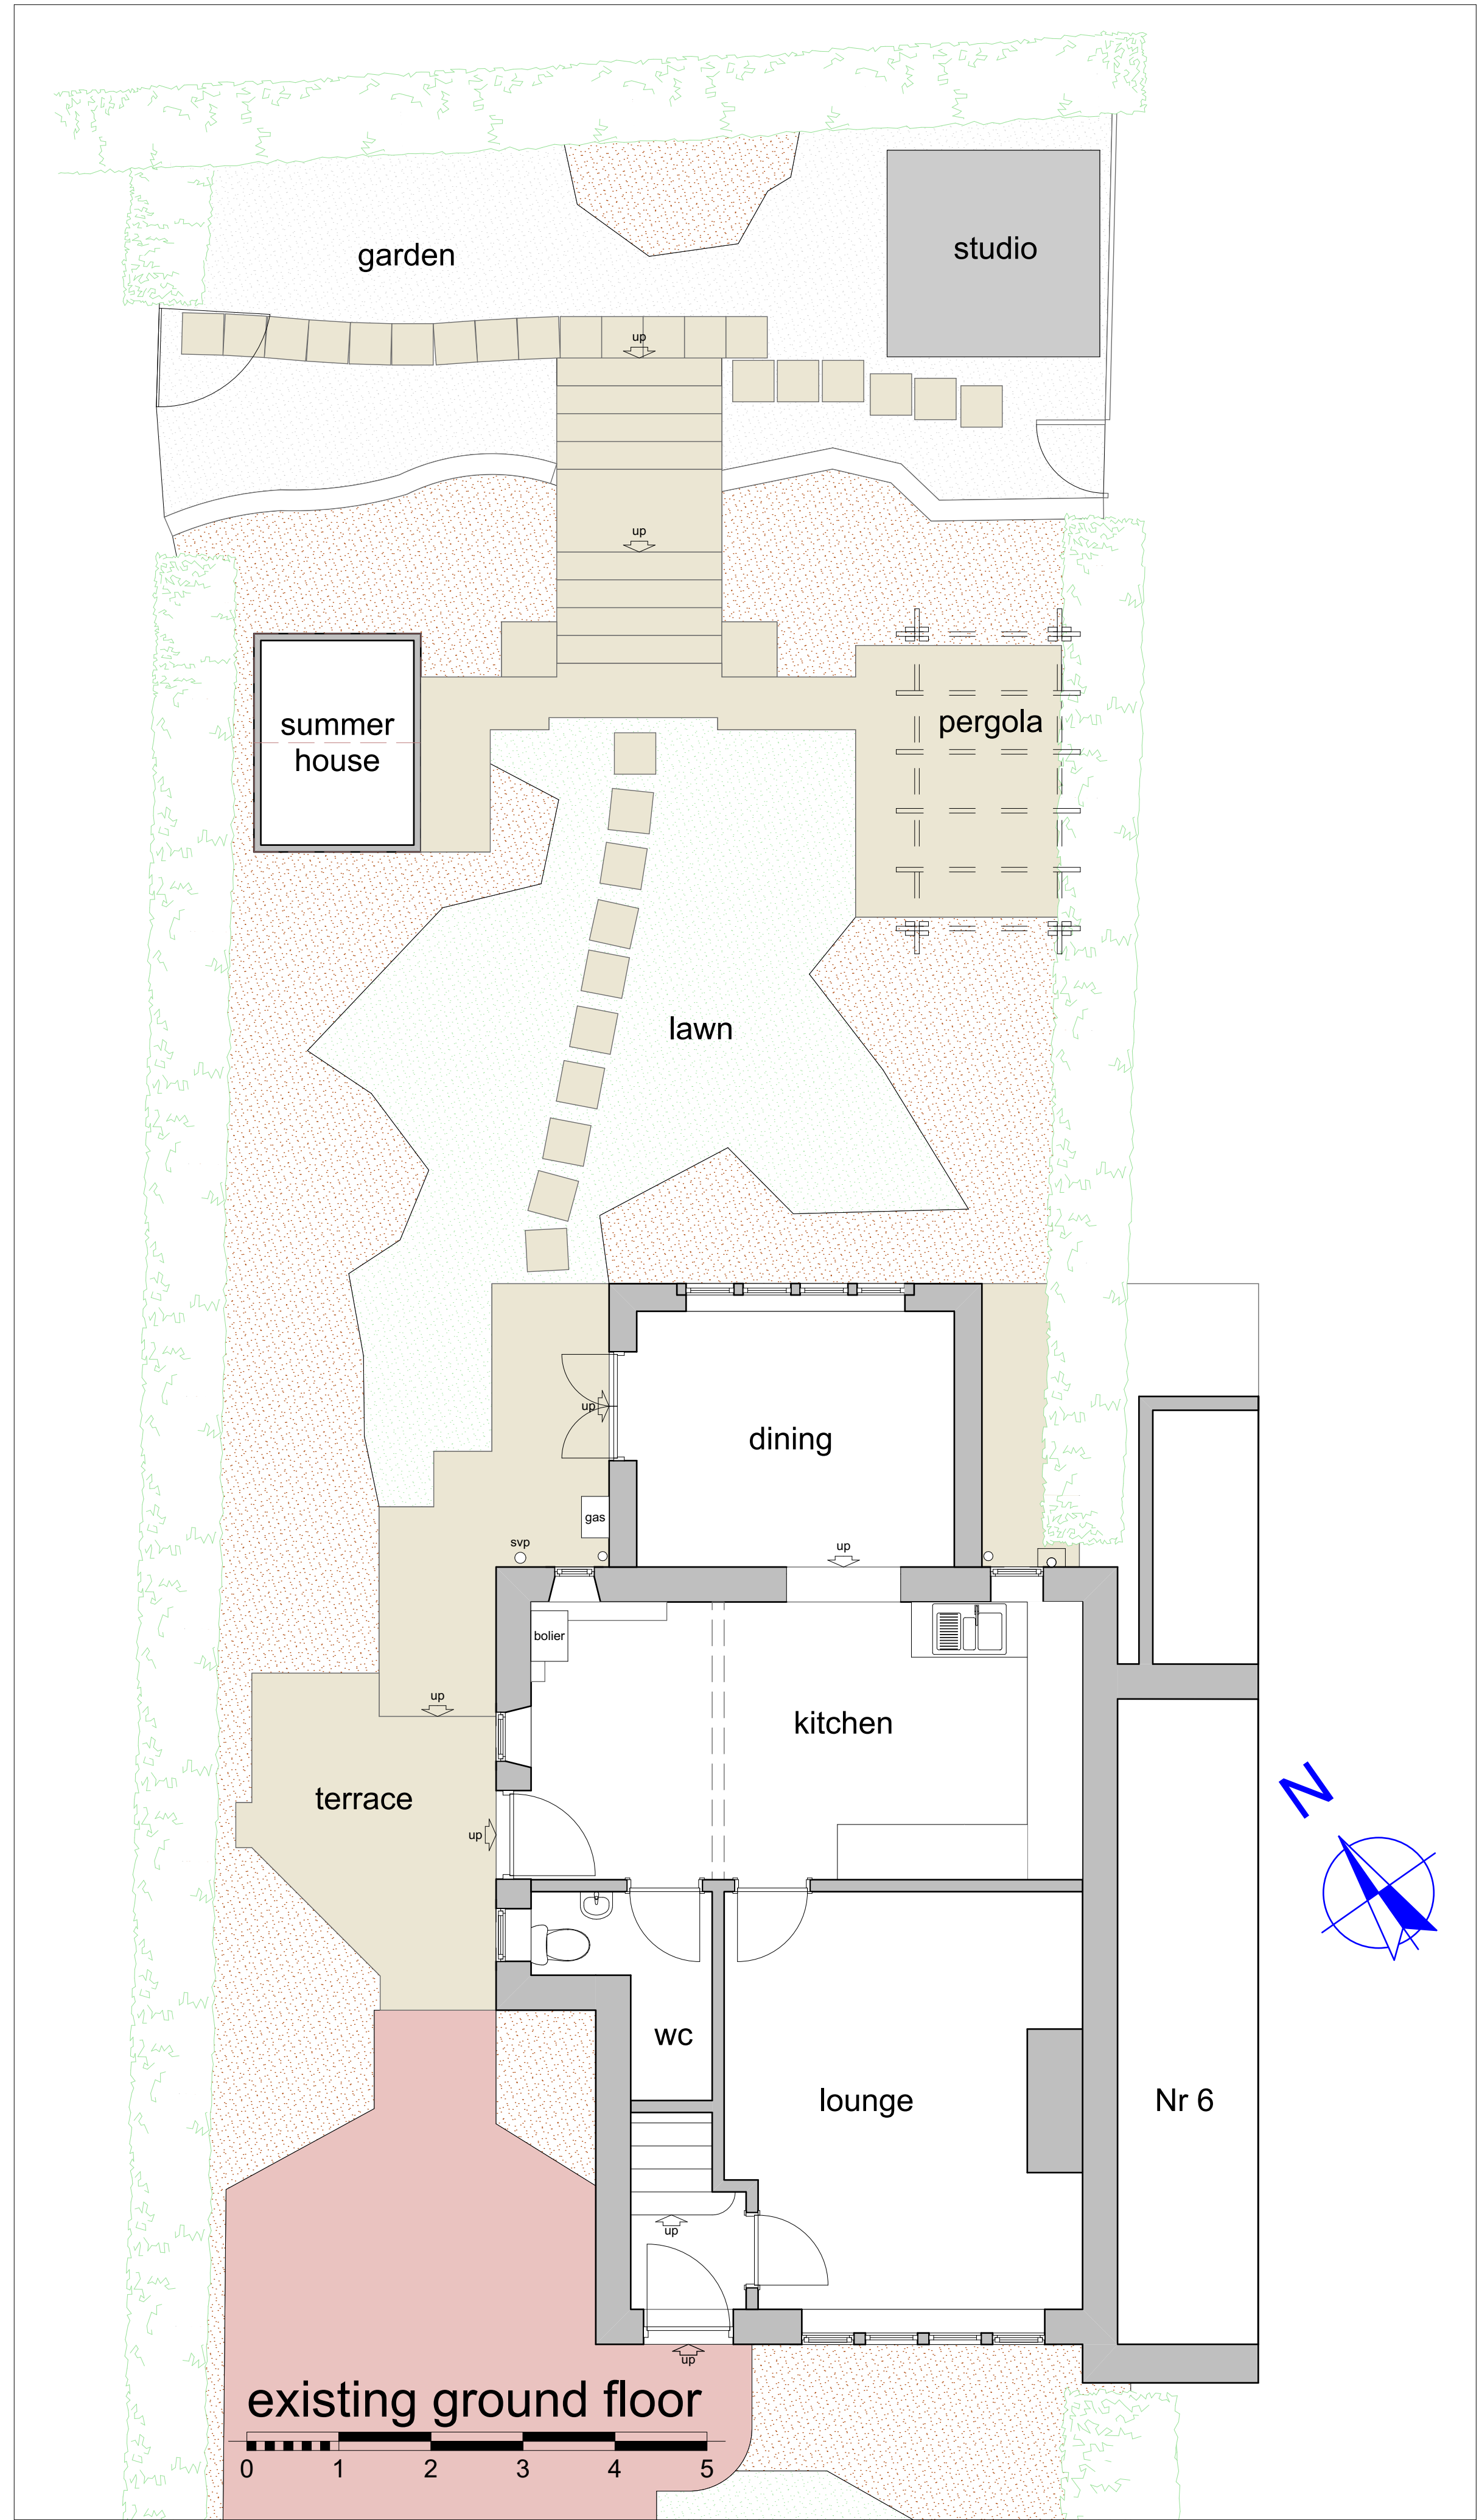 garden
studio
up
up
summer
house
pergola
lawn
up
dining
gas
svp
up
bolier
up
kitchen
terrace
up
N
wc
lounge
Nr 6
up
up
existing ground floor
0 1 2 3 4 5